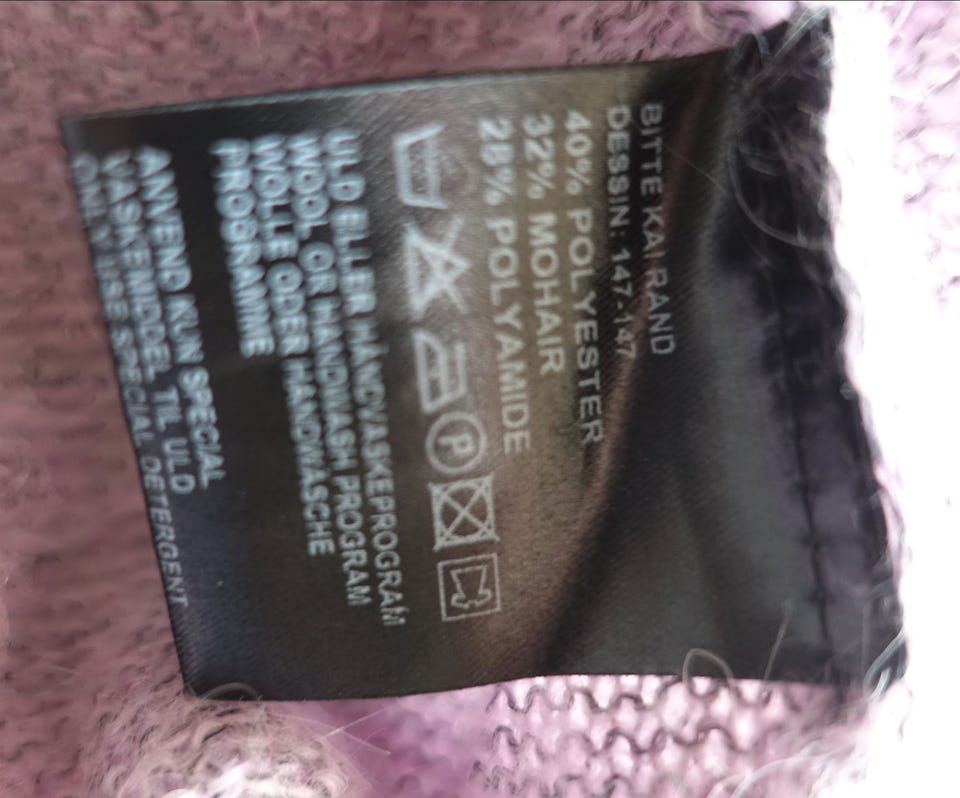 BITTE KAI RAND
DESSIN: 147-147
40% POLYESTER
32% MOHAIR
28% POLYAMIDE
P
ULD ELLER HÅNDVASKEPROGRAM
WOOL OR HANDWASH PROGRAM
WOLLE ODER HANDWÄSCHE
PROGRAMME
ANVEND KUN SPECIAL
VASKEMIDDEL TIL ULD
ONLY USE SPECIAL DETERGENT